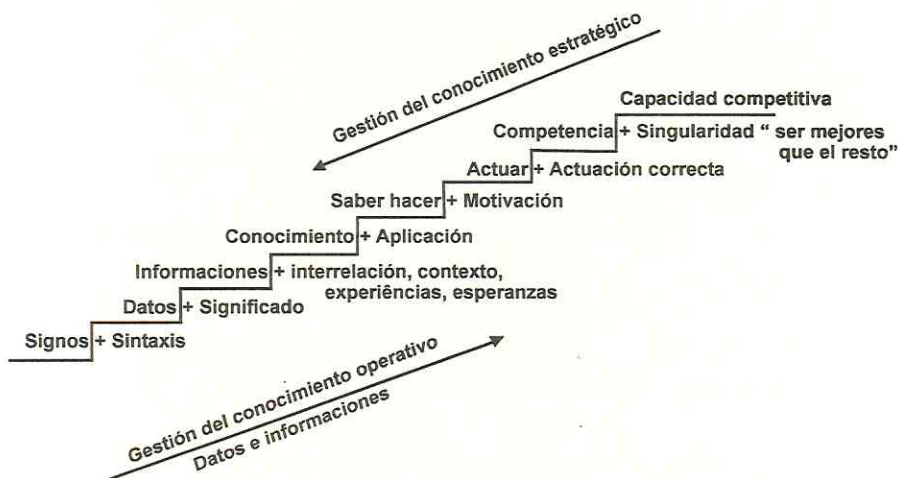 Gestión del conocimiento estratégico
Capacidad competitiva
Competencia + Singularidad “ ser mejores
que el resto”
Actuar + Actuación correcta
Saber hacer + Motivación
Conocimiento + Aplicación
Informaciones + interrelación, contexto,
experiências, esperanzas
Datos + Significado
Signos + Sintaxis
Gestión del conocimiento operativo
Datos e informaciones